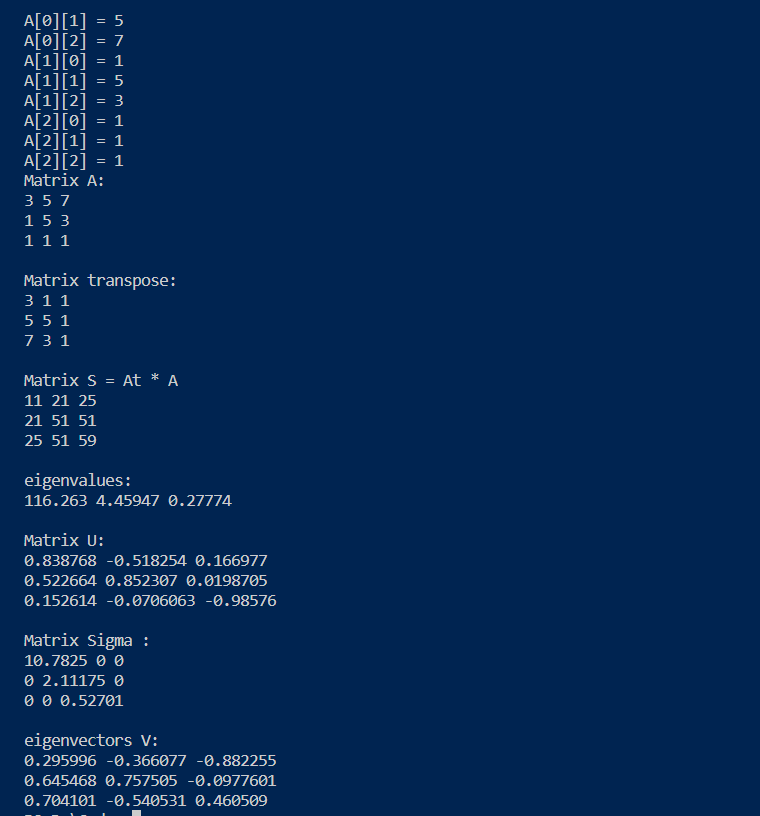 A[0][1] = 5
A[0][2] = 7
A[1][0] = 1
A[1][1] = 5
A[1][2] = 3
A[2][0] = 1
A[2][1] = 1
A[2][2] = 1
Matrix A:
3 5 7
1 5 3
1 1 1
Matrix transpose:
3 1 1
5 5 1
7 3 1
Matrix S = At * A
11 21 25
21 51 51
25 51 59
eigenvalues:
116.263 4.45947 0.27774
Matrix U:
0.838768 -0.518254 0.166977
0.522664 0.852307 0.0198705
0.152614 -0.0706063 -0.98576
Matrix Sigma :
10.7825 0 0
0 2.11175 0
0 0 0.52701
eigenvectors V:
0.295996 -0.366077 -0.882255
0.645468 0.757505 -0.0977601
0.704101 -0.540531 0.460509